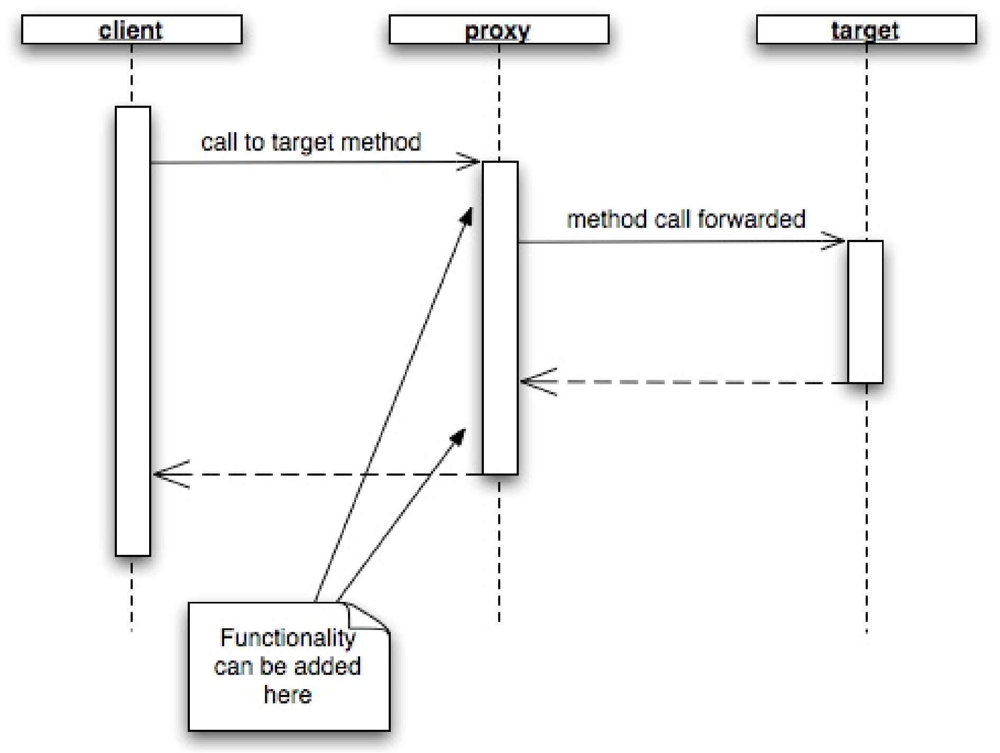 client
proxy
target
call to target method
method call forwarded
Functionality
can be added
here